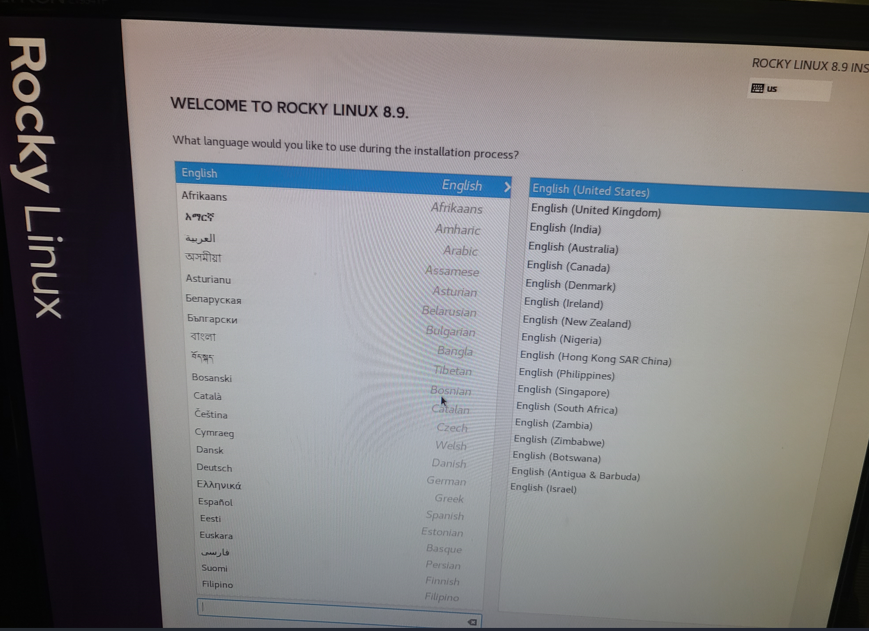 Rocky Linux
ROCKY LINUX 8.9 INS
us
WELCOME TO ROCKY LINUX 8.9.
What language would you like to use during the installation process?
English English
Afrikaans Afrikaans
አማርኛ Amharic
العربية Arabic
অসমীয়া Assamese
Asturianu Asturian
Беларуская Belarusian
Български Bulgarian
বাংলা Bangla
Tibetan
Bosanski Bosnian
Català Catalan
Čeština Czech
Cymraeg Welsh
Dansk Danish
Deutsch German
Ελληνικά Greek
Español Spanish
Eesti Estonian
Euskara Basque
فارسی Persian
Suomi Finnish
Filipino Filipino
English (United States)
English (United Kingdom)
English (India)
English (Australia)
English (Canada)
English (Denmark)
English (Ireland)
English (New Zealand)
English (Nigeria)
English (Hong Kong SAR China)
English (Philippines)
English (Singapore)
English (South Africa)
English (Zambia)
English (Zimbabwe)
English (Botswana)
English (Antigua & Barbuda)
English (Israel)